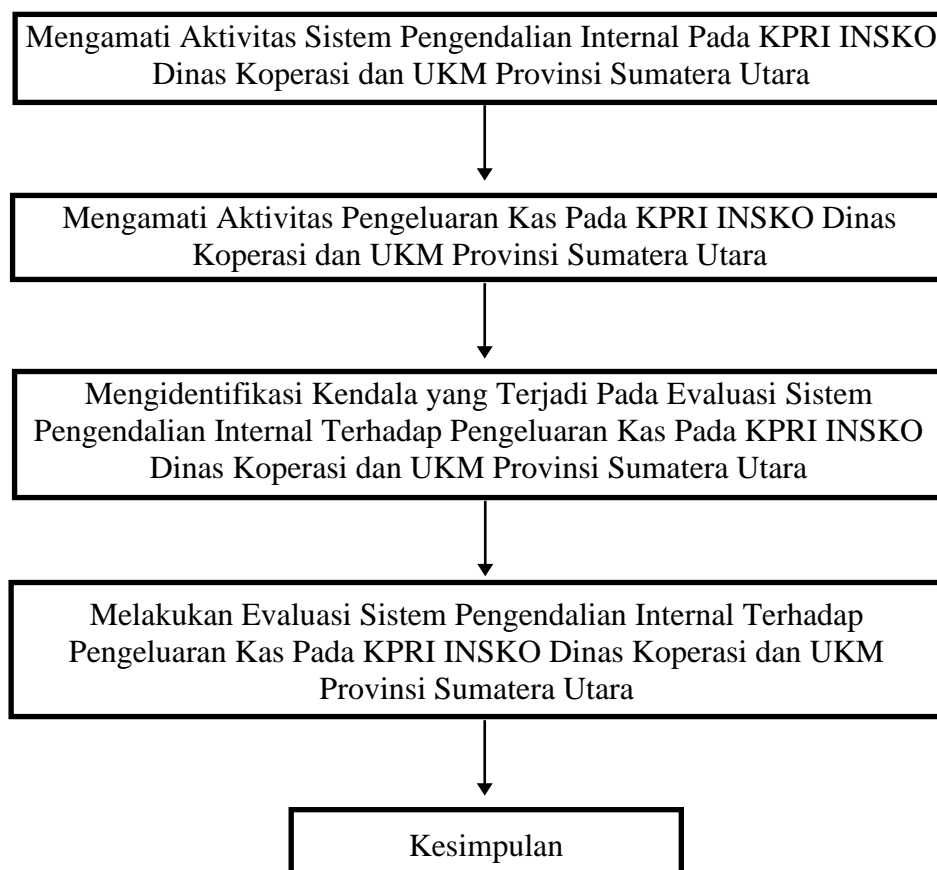 Mengamati Aktivitas Sistem Pengendalian Internal Pada KPRI INSKO
Dinas Koperasi dan UKM Provinsi Sumatera Utara
Mengamati Aktivitas Pengeluaran Kas Pada KPRI INSKO Dinas
Koperasi dan UKM Provinsi Sumatera Utara
Mengidentifikasi Kendala yang Terjadi Pada Evaluasi Sistem
Pengendalian Internal Terhadap Pengeluaran Kas Pada KPRI INSKO
Dinas Koperasi dan UKM Provinsi Sumatera Utara
Melakukan Evaluasi Sistem Pengendalian Internal Terhadap
Pengeluaran Kas Pada KPRI INSKO Dinas Koperasi dan UKM
Provinsi Sumatera Utara
Kesimpulan